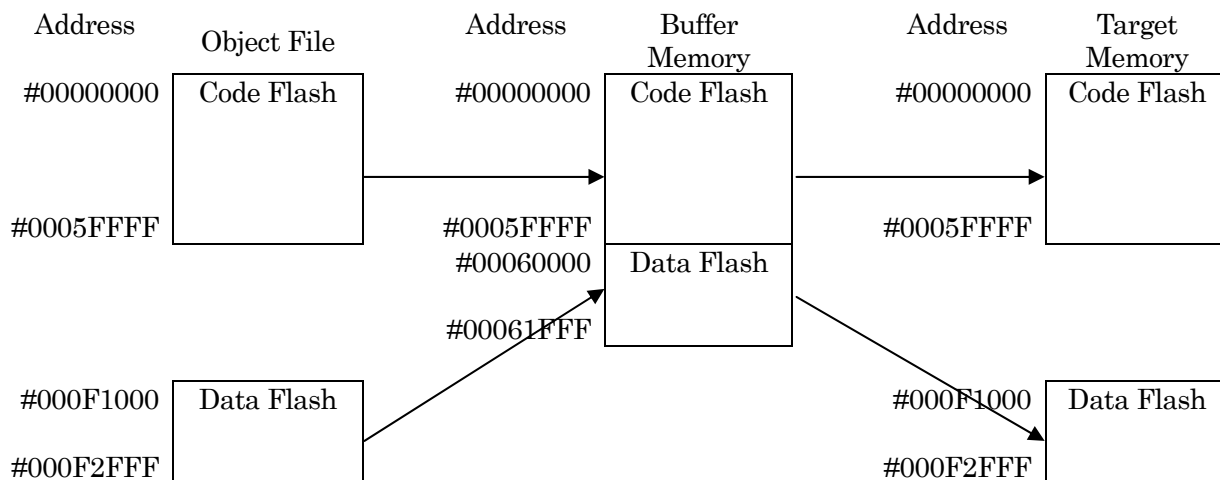 Address Object File Address Buffer Memory Address Target Memory
#00000000 Code Flash #00000000 Code Flash #00000000 Code Flash
#0005FFFF #0005FFFF #0005FFFF
#00060000 Data Flash
#00061FFF
#000F1000 Data Flash #000F1000 Data Flash
#000F2FFF #000F2FFF